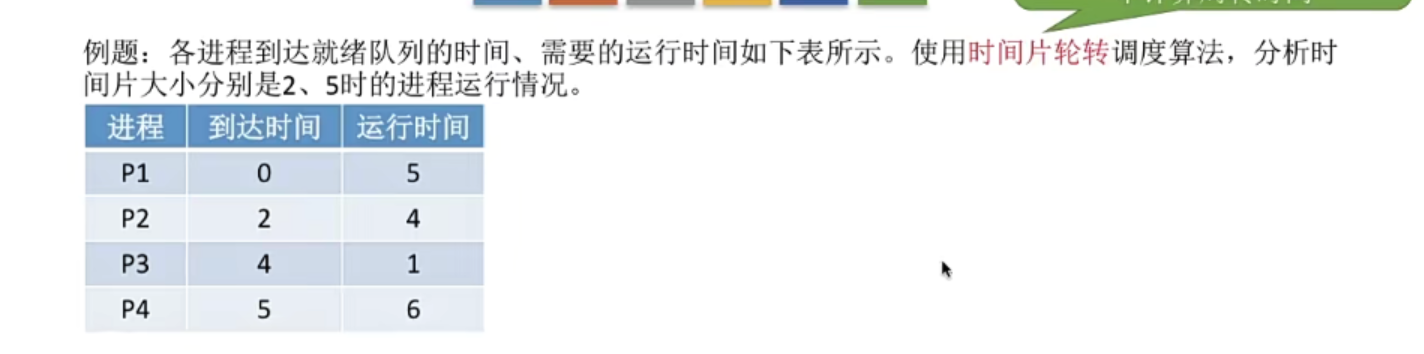 例题：各进程到达就绪队列的时间、需要的运行时间如下表所示。使用时间片轮转调度算法，分析时
间片大小分别是2、5时的进程运行情况。
进程 到达时间 运行时间
P1 0 5
P2 2 4
P3 4 1
P4 5 6